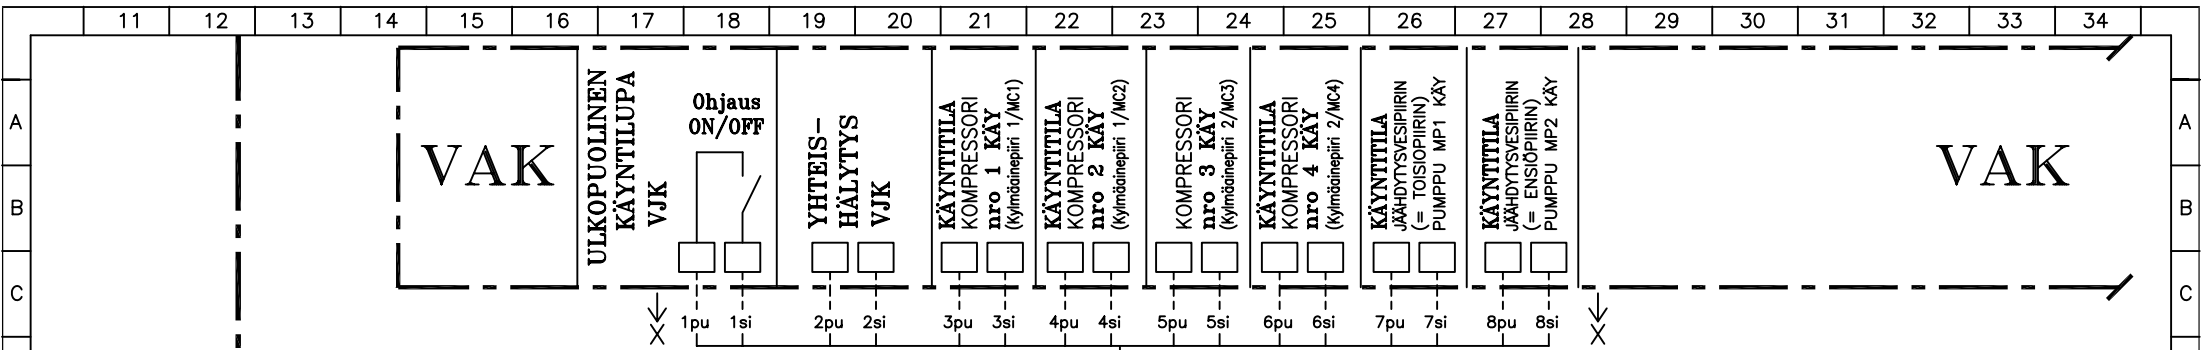 11 12 13 14 15 16 17 18 19 20 21 22 23 24 25 26 27 28 29 30 31 32 33 34
A
B
C
VAK
ULKOPUOLINEN
KÄYNTILUPA
VJK
Ohjaus
ON/OFF
YHTEIS-
HÄLYTYS
VJK
KÄYNTITILA
KOMPRESSORI
nro 1 KÄY
(Kylmäainepiiri 1/MC1)
KÄYNTITILA
KOMPRESSORI
nro 2 KÄY
(Kylmäainepiiri 1/MC2)
KOMPRESSORI
nro 3 KÄY
(Kylmäainepiiri 2/MC3)
KÄYNTITILA
KOMPRESSORI
nro 4 KÄY
(Kylmäainepiiri 2/MC4)
KÄYNTITILA
JÄÄHDYTYSVESIPIIRIN
(= TOISIOPIIRIN)
PUMPPU MP1 KÄY
KÄYNTITILA
JÄÄHDYTYSVESIPIIRIN
(= ENSIÖPIIRIN)
PUMPPU MP2 KÄY
VAK
A
B
C
X 1pu 1si 2pu 2si 3pu 3si 4pu 4si 5pu 5si 6pu 6si 7pu 7si 8pu 8si X